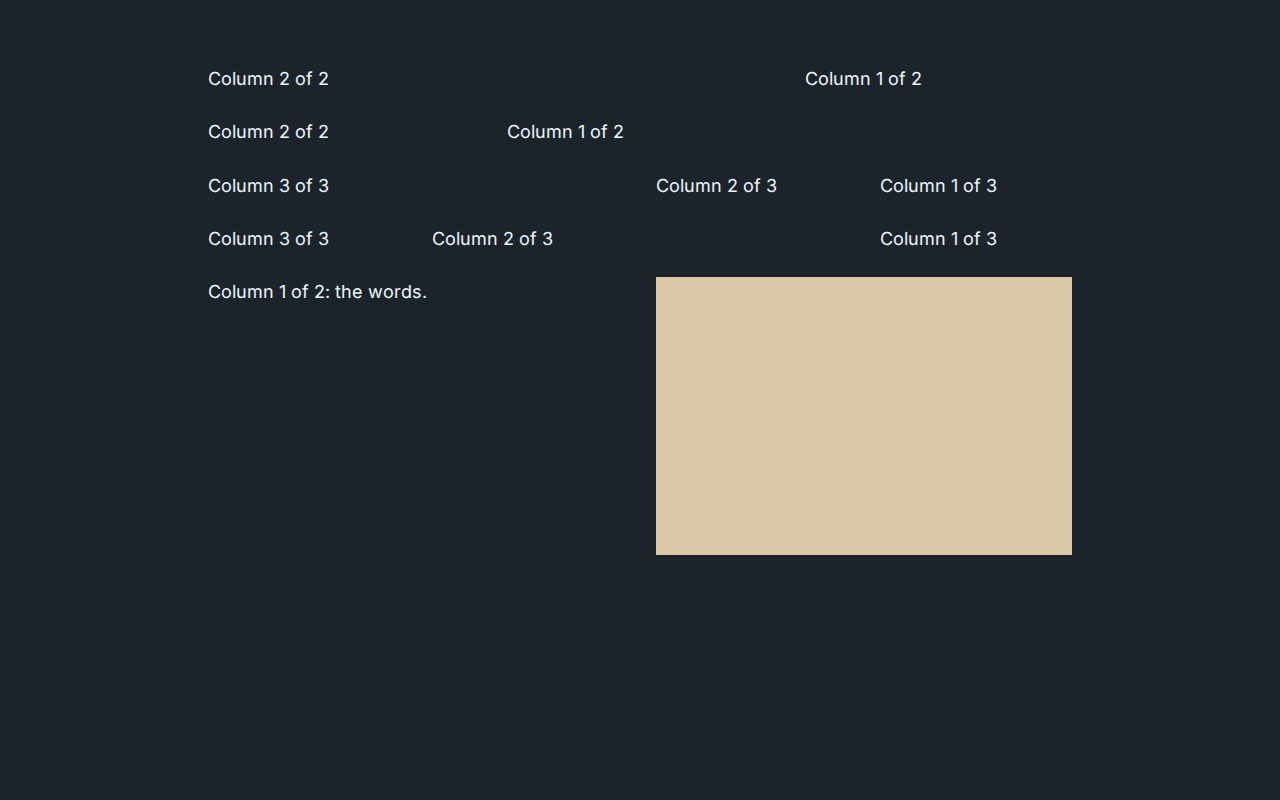 Column 2 of 2 Column 1 of 2
Column 2 of 2 Column 1 of 2
Column 3 of 3 Column 2 of 3 Column 1 of 3
Column 3 of 3 Column 2 of 3 Column 1 of 3
Column 1 of 2: the words.